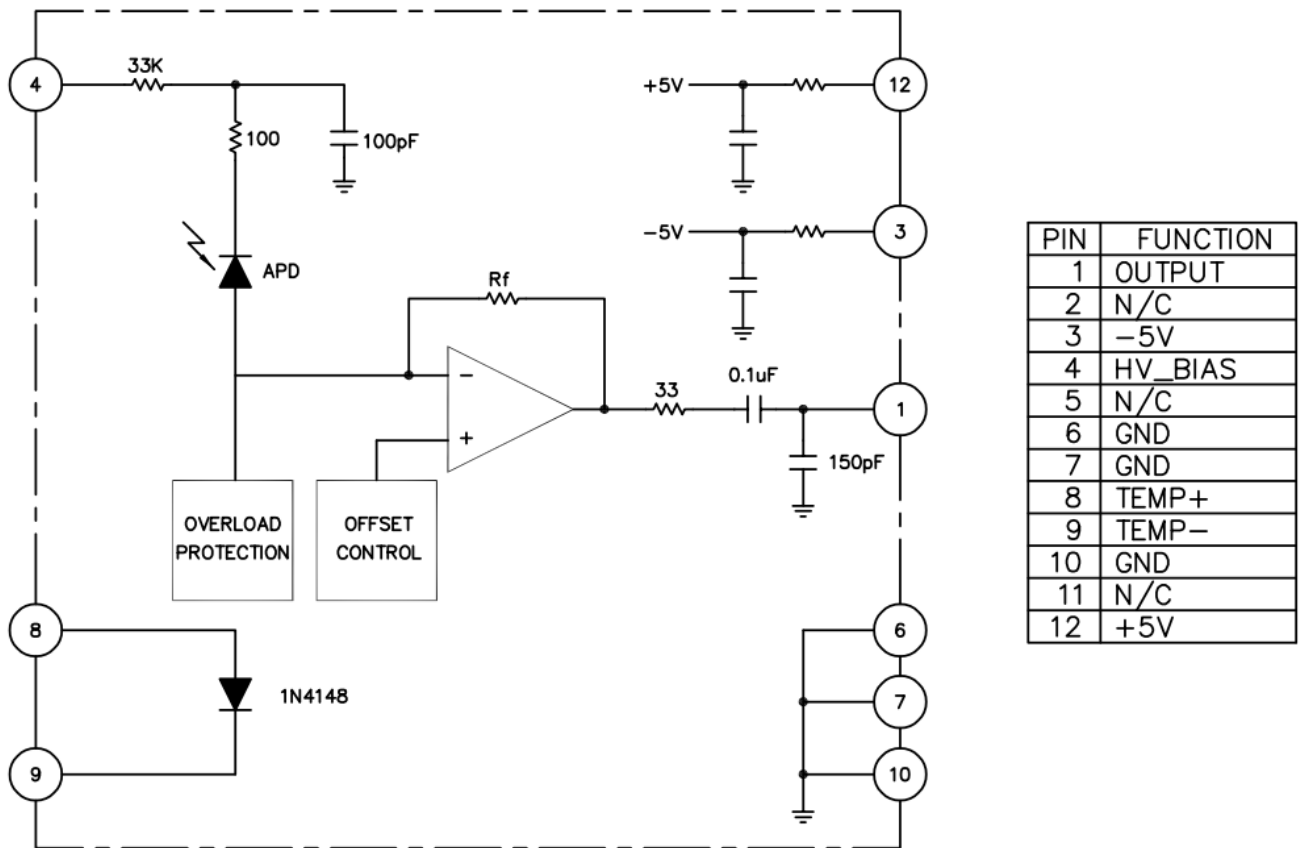 4
33K
100
100pF
APD
+5V
12
-5V
3
Rf
-
+
33
0.1uF
1
150pF
OVERLOAD
PROTECTION
OFFSET
CONTROL
8
1N4148
9
6
7
10
PIN FUNCTION
1 OUTPUT
2 N/C
3 -5V
4 HV_BIAS
5 N/C
6 GND
7 GND
8 TEMP+
9 TEMP-
10 GND
11 N/C
12 +5V